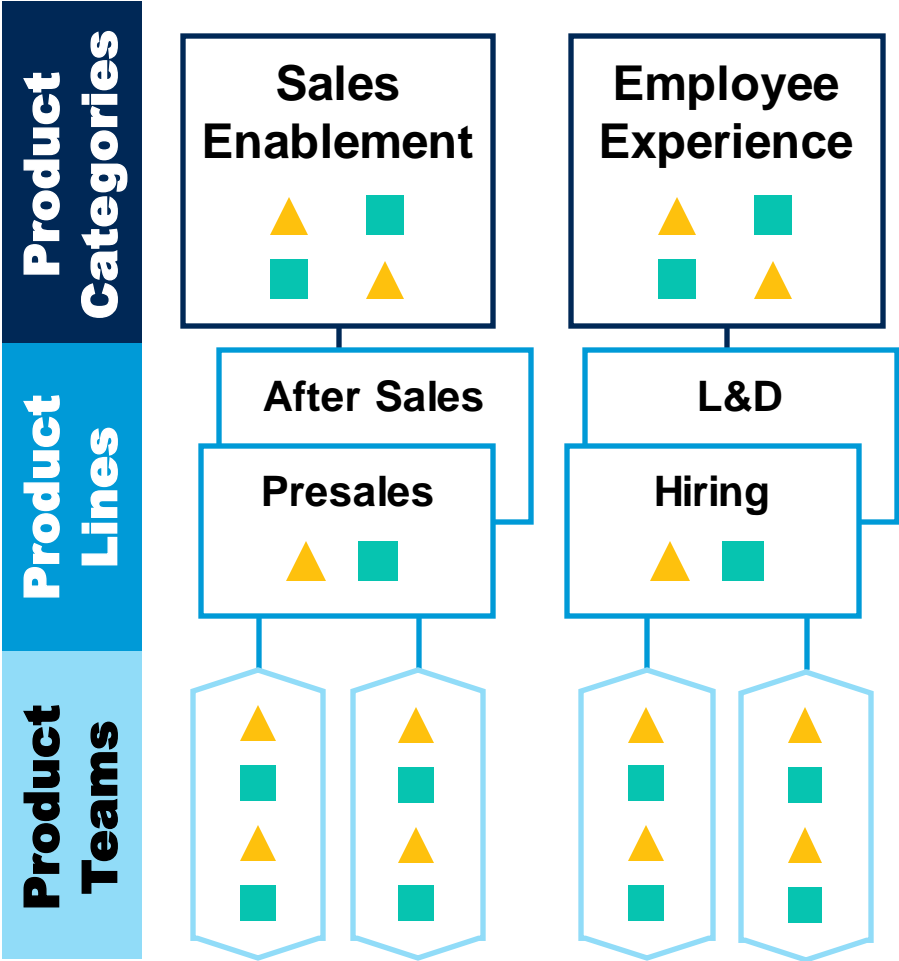 Product
Categories
Sales
Enablement
Employee
Experience
Product
Lines
After Sales
L&D
Presales
Hiring
Product
Teams